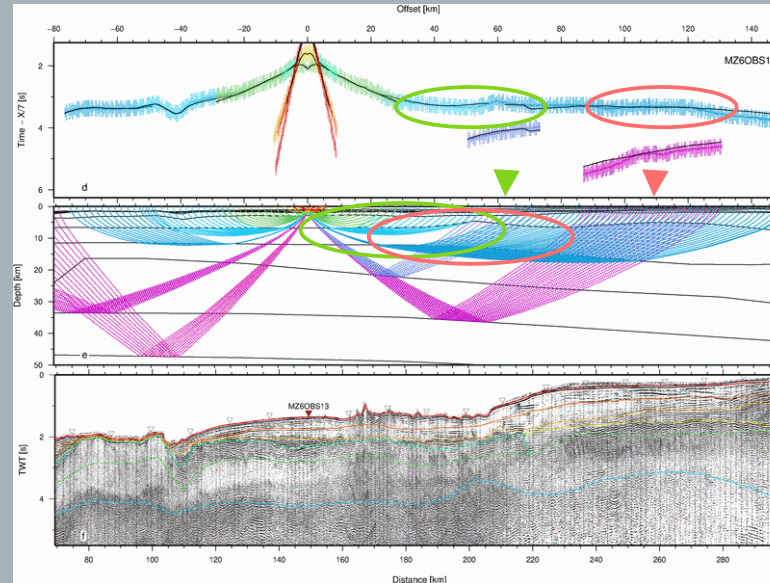 Offset [km]
−80 −60 −40 −20 0 20 40 60 80 100 120 140
MZ6OBS1
Time − X/7 [s]
2
4
6
d
Depth [km]
0
10
20
30
40
50
e
MZ6OBS13
TWT [s]
0
2
4
f
80 100 120 140 160 180 200 220 240 260 280
Distance [km]